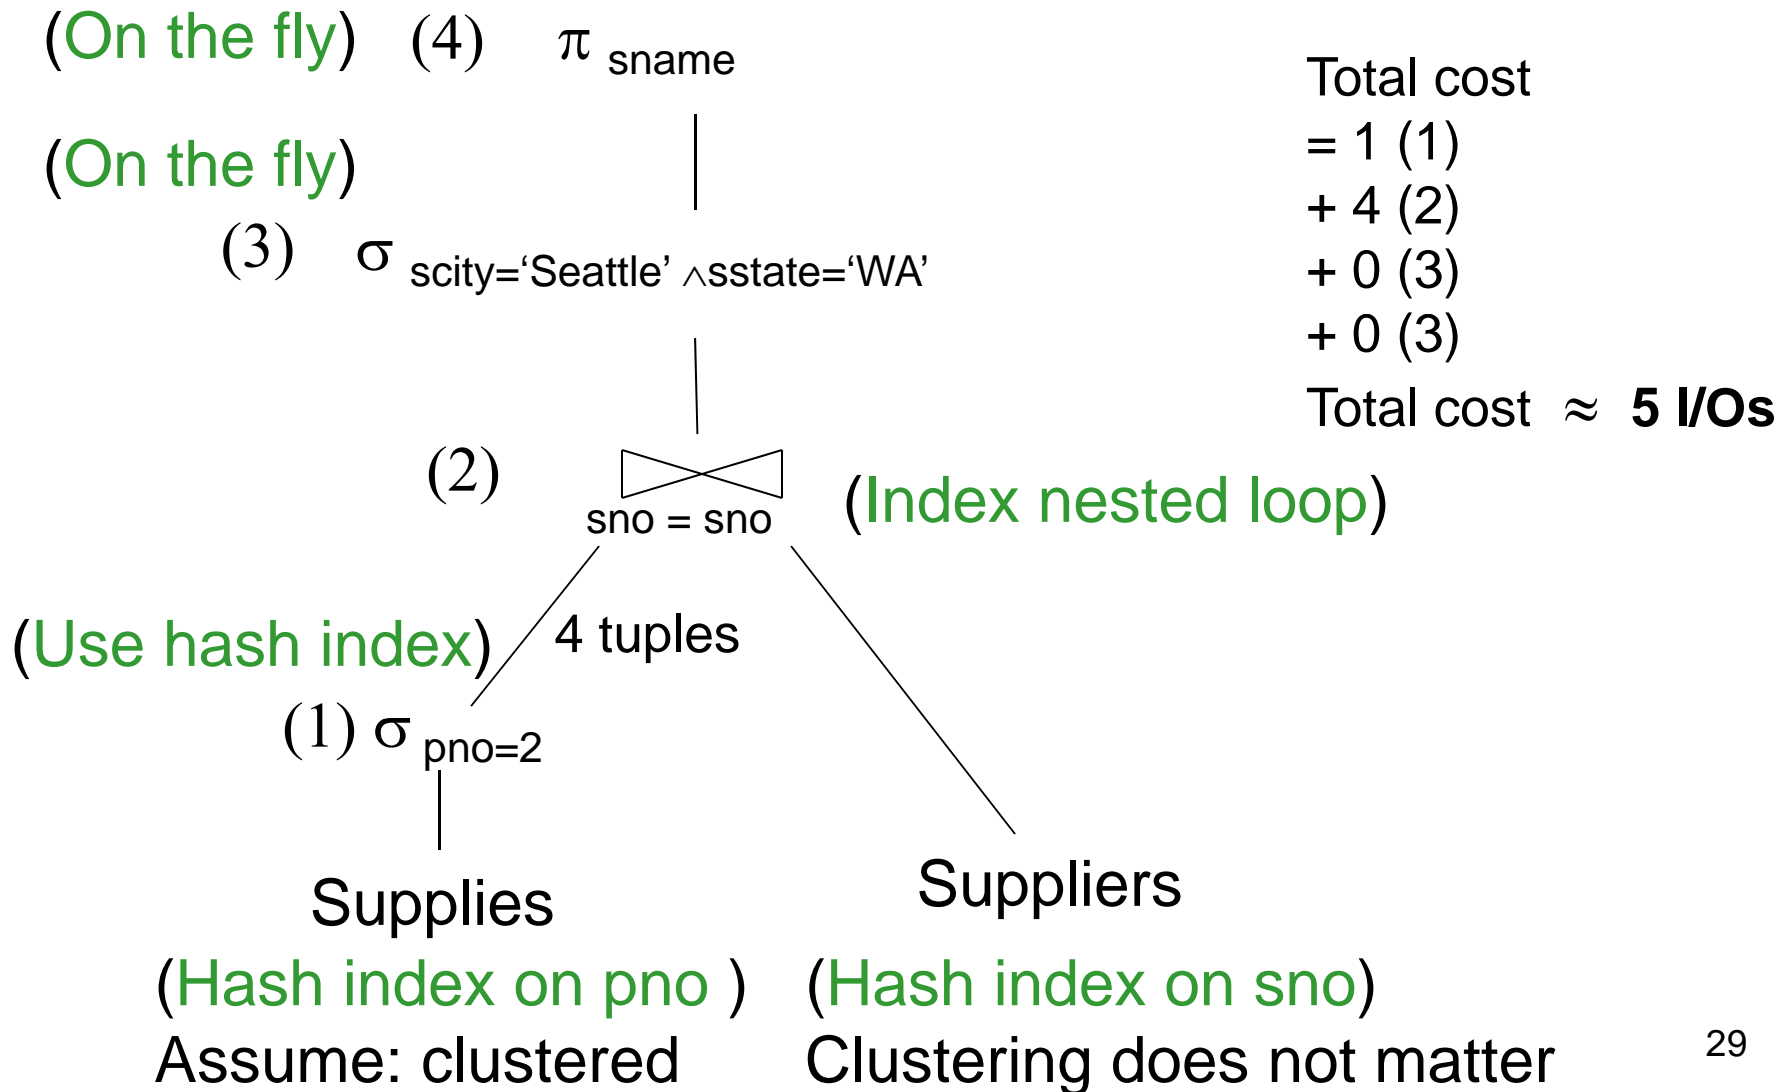 (On the fly) (4) π sname
(On the fly)
(3) σ scity=‘Seattle’ ∧sstate=‘WA’
Total cost
= 1 (1)
+ 4 (2)
+ 0 (3)
+ 0 (3)
Total cost ≈ 5 I/Os
(2)
sno = sno
(Index nested loop)
(Use hash index)
4 tuples
(1) σ pno=2
Supplies
Suppliers
(Hash index on pno )
(Hash index on sno)
Assume: clustered
Clustering does not matter
29